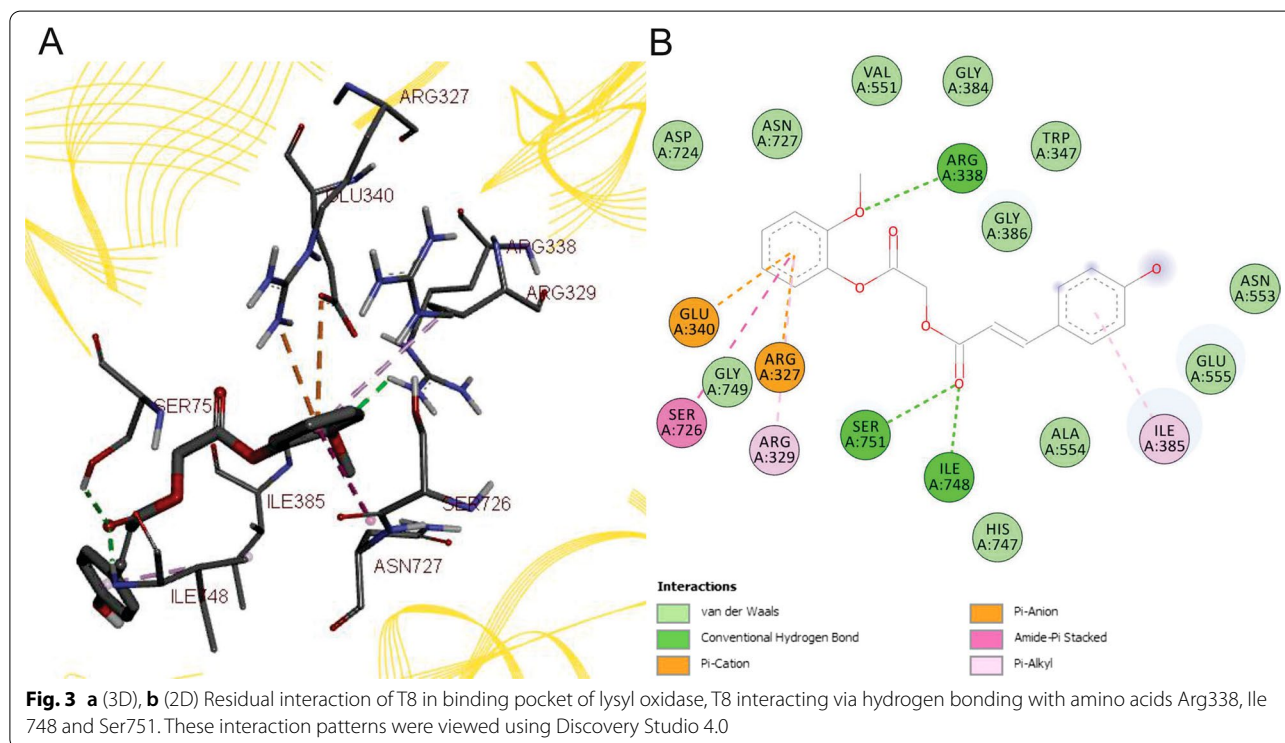 A
ARG327
GLU340
ARG338
ARG329
SER75
ILE385
SER726
ASN727
ILE748
B
VAL
A:551
GLY
A:384
ASP
A:724
ASN
A:727
TRP
A:347
ARG
A:338
GLY
A:386
ASN
A:553
GLU
A:340
ARG
A:327
GLY
A:749
GLU
A:555
SER
A:726
ARG
A:329
SER
A:751
ALA
A:554
ILE
A:385
ILE
A:748
HIS
A:747
O
O
O
O
O
O
Interactions
van der Waals
Conventional Hydrogen Bond
Pi-Cation
Pi-Anion
Amide-Pi Stacked
Pi-Alkyl
Fig. 3 a (3D), b (2D) Residual interaction of T8 in binding pocket of lysyl oxidase, T8 interacting via hydrogen bonding with amino acids Arg338, Ile
748 and Ser751. These interaction patterns were viewed using Discovery Studio 4.0